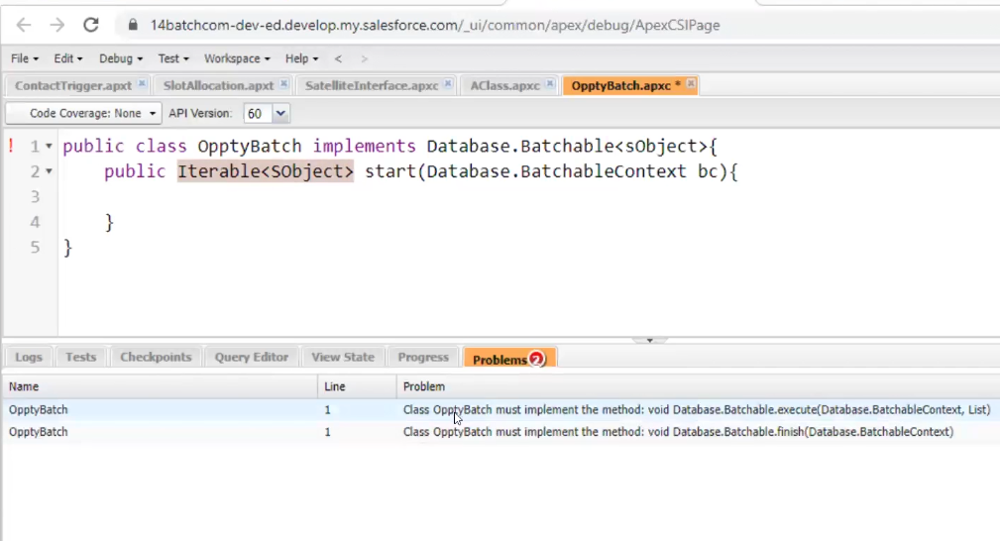 14batchcom-dev-ed.develop.my.salesforce.com/_ui/common/apex/debug/ApexCSIPage
File Edit Debug Test Workspace Help < >
ContactTrigger.apxt SlotAllocation.apxt SatelliteInterface.apxc AClass.apxc OpptyBatch.apxc *
Code Coverage: None API Version: 60
! 1 public class OpptyBatch implements Database.Batchable<sObject>{
2 public Iterable<SObject> start(Database.BatchableContext bc){
3
4 }
5 }
Logs Tests Checkpoints Query Editor View State Progress Problems 2
Name Line Problem
OpptyBatch 1 Class OpptyBatch must implement the method: void Database.Batchable.execute(Database.BatchableContext, List)
OpptyBatch 1 Class OpptyBatch must implement the method: void Database.Batchable.finish(Database.BatchableContext)